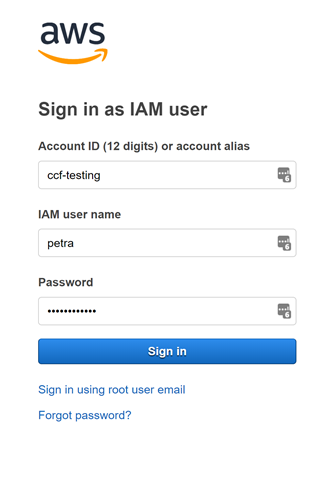 aws
Sign in as IAM user
Account ID (12 digits) or account alias
ccf-testing
IAM user name
petra
Password
••••••••••••
Sign in
Sign in using root user email
Forgot password?